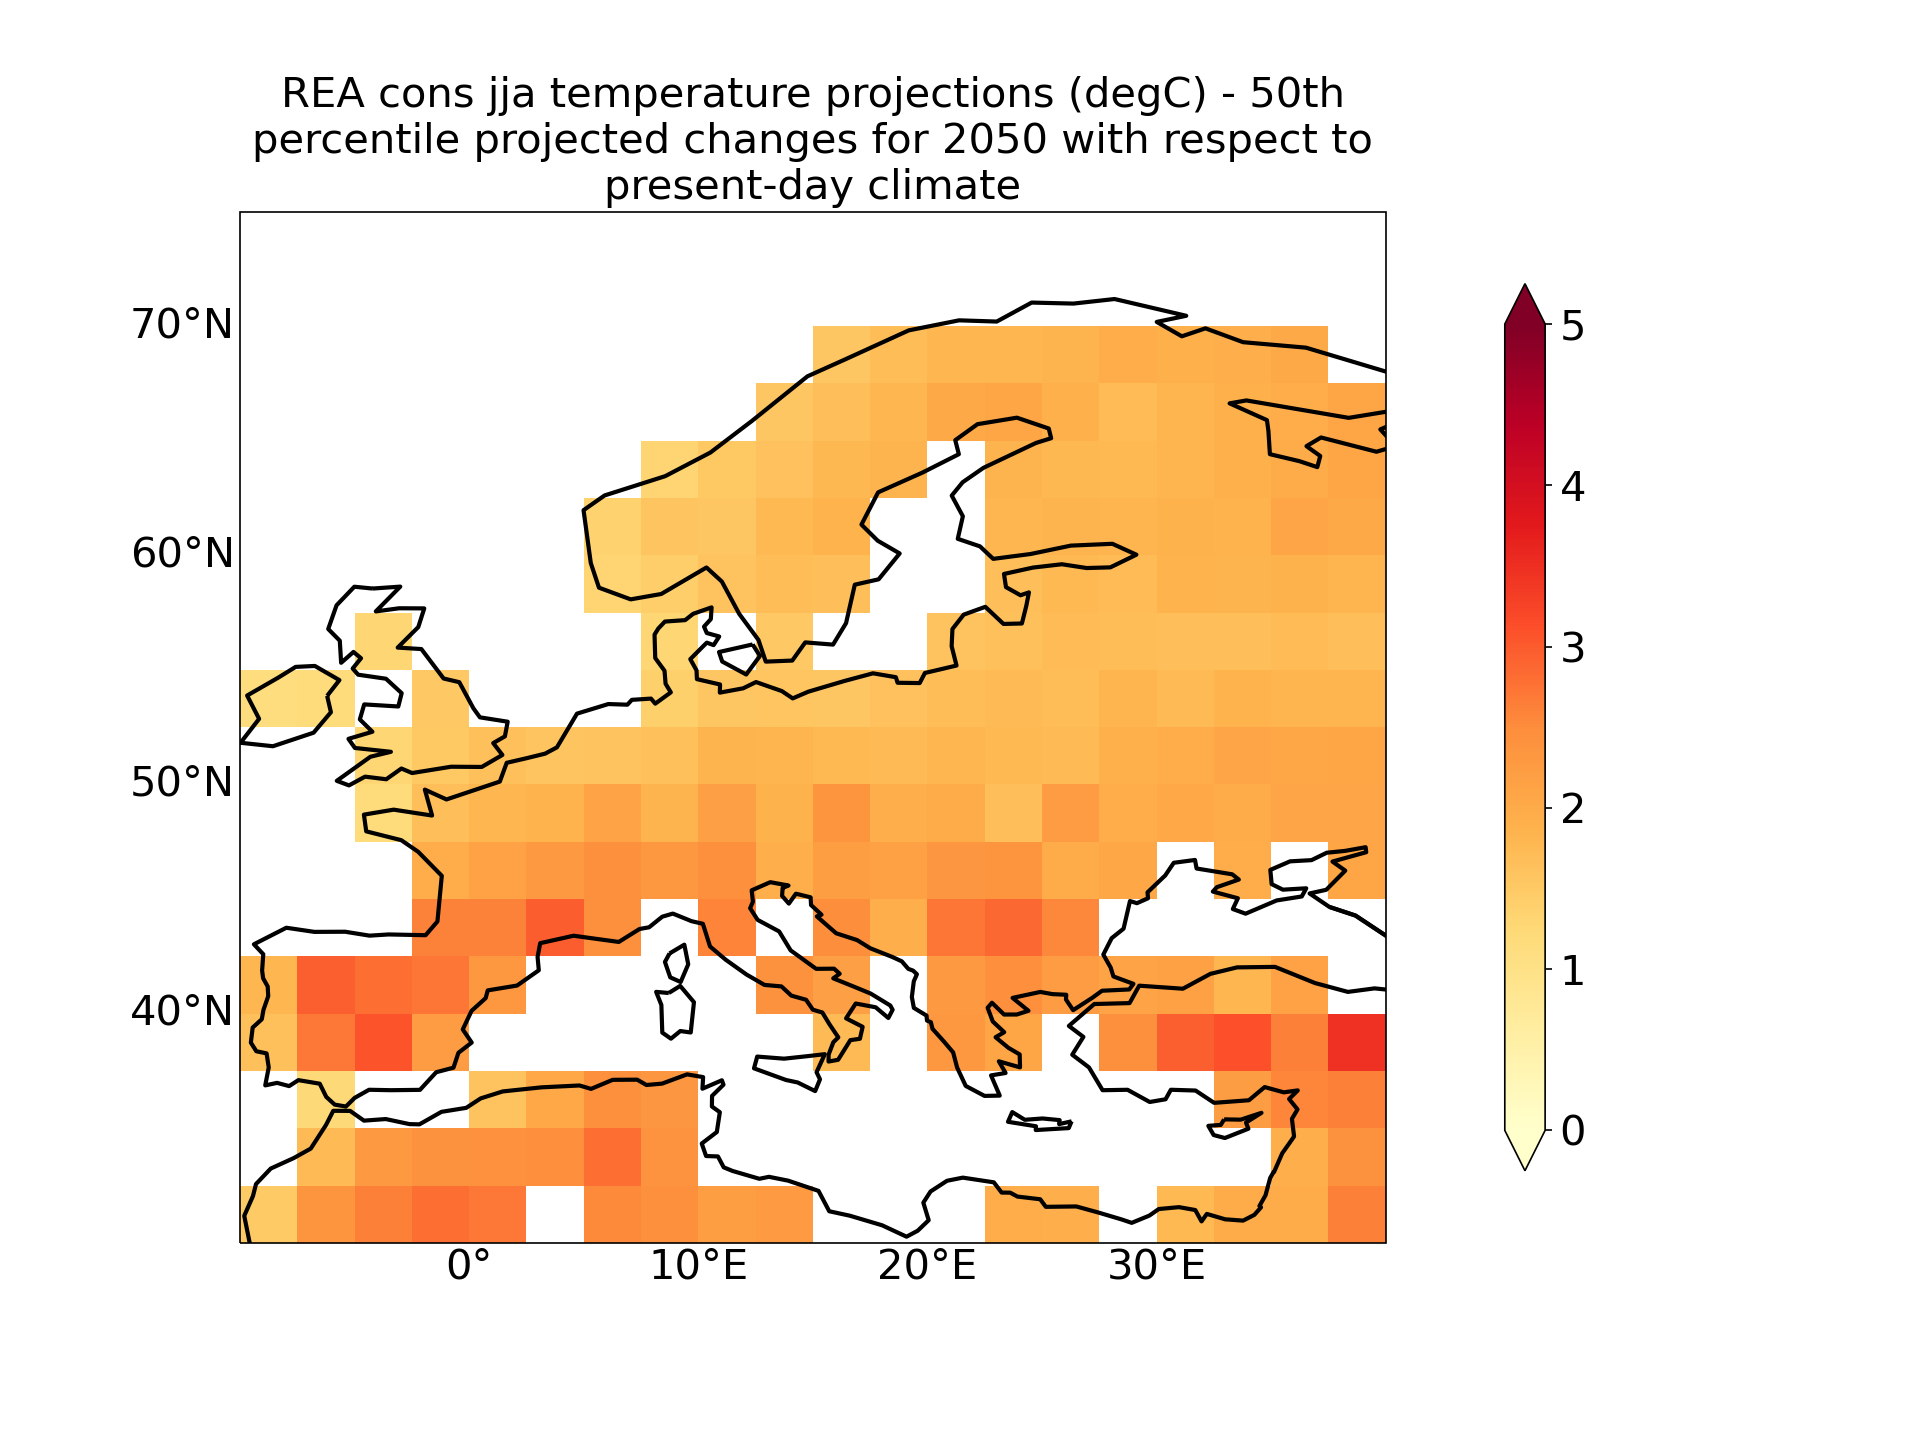 REA cons jja temperature projections (degC) - 50th
percentile projected changes for 2050 with respect to
present-day climate
70°N
60°N
50°N
40°N
0°
10°E
20°E
30°E
5
4
3
2
1
0